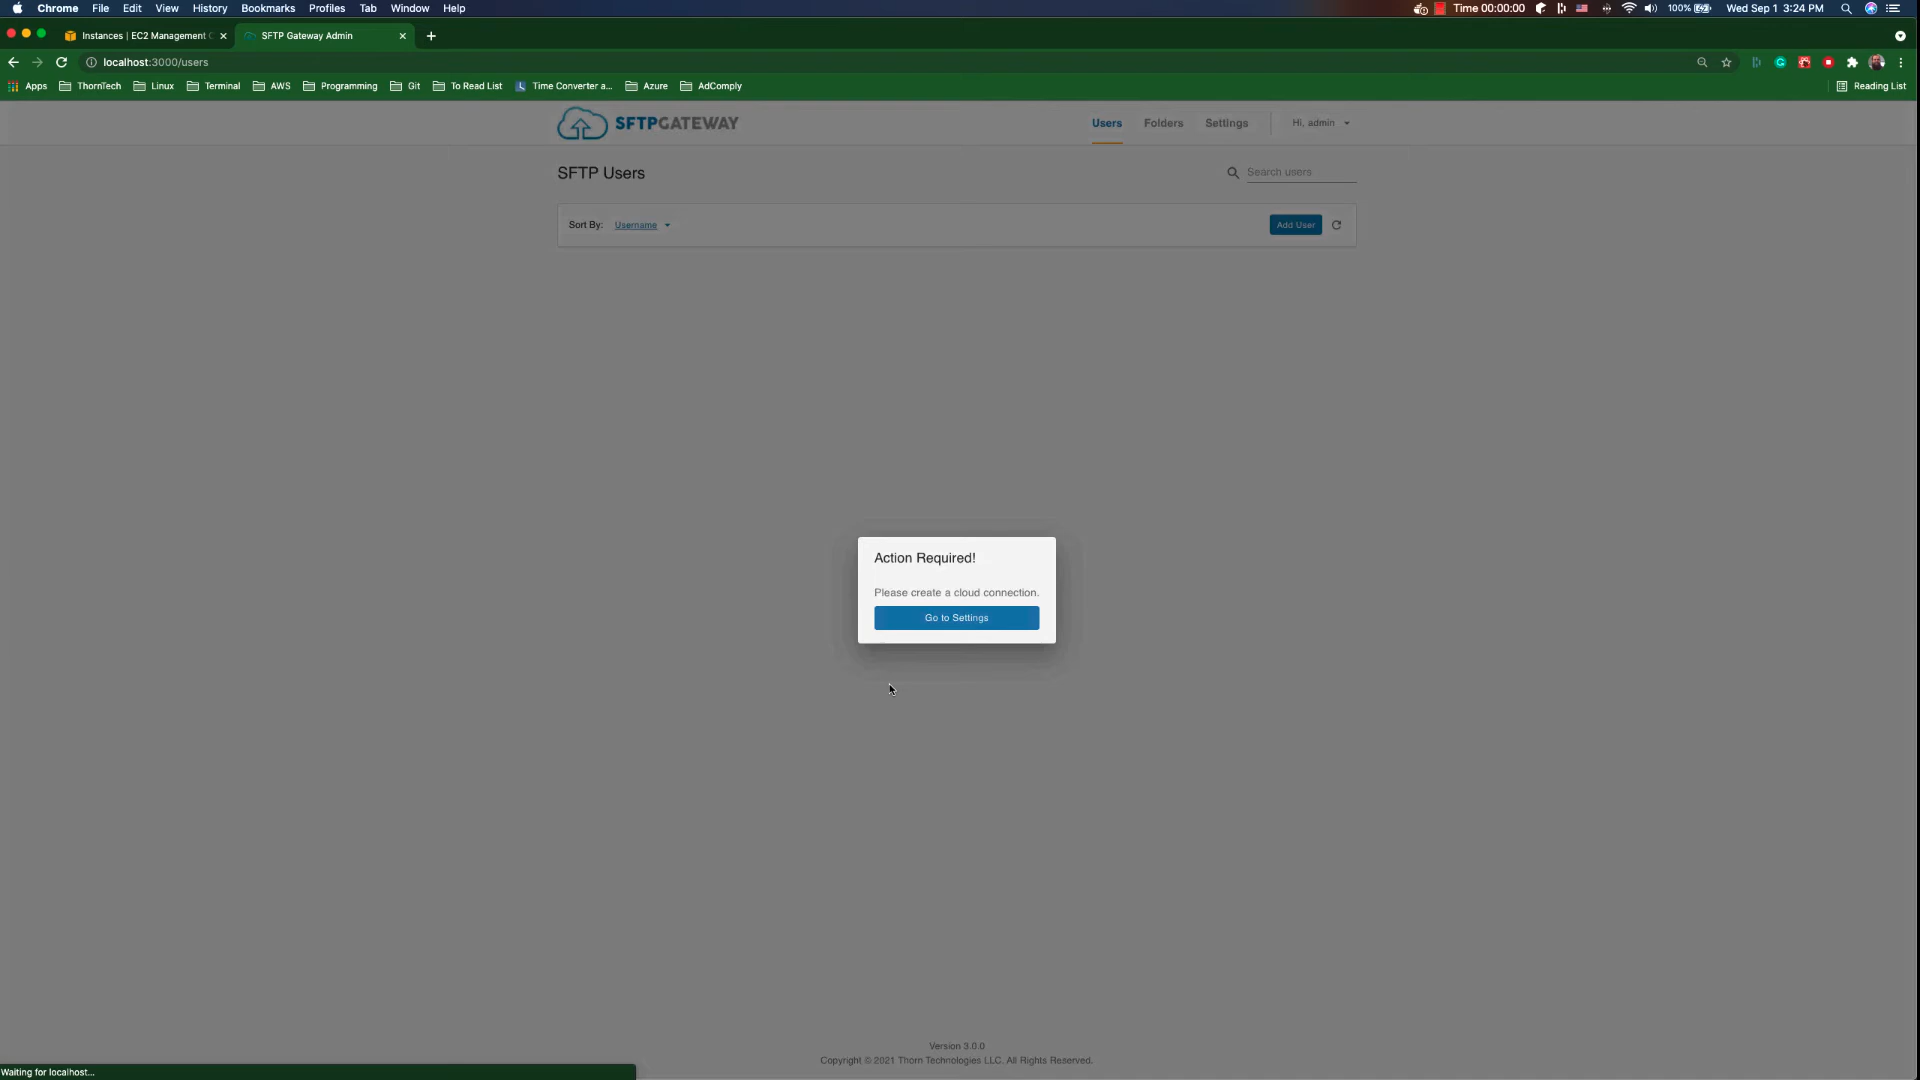 Chrome File Edit View History Bookmarks Profiles Tab Window Help Time 00:00:00 100% Wed Sep 1 3:24 PM
Instances | EC2 Management SFTP Gateway Admin
localhost:3000/users
Apps ThornTech Linux Terminal AWS Programming Git To Read List Time Converter a... Azure AdComply Reading List
SFTPGATEWAY Users Folders Settings Hi, admin
SFTP Users Search users
Sort By: Username Add User
Action Required!
Please create a cloud connection.
Go to Settings
Version 3.0.0
Copyright © 2021 Thorn Technologies LLC. All Rights Reserved.
Waiting for localhost...